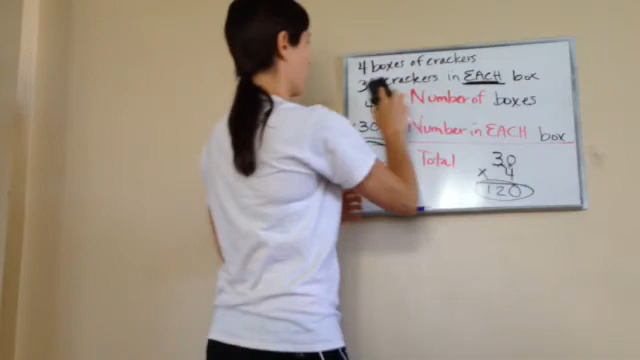 4 boxes of crackers
crackers in EACH box
Number of boxes
30 Number in EACH box
Total 30
x 4
120